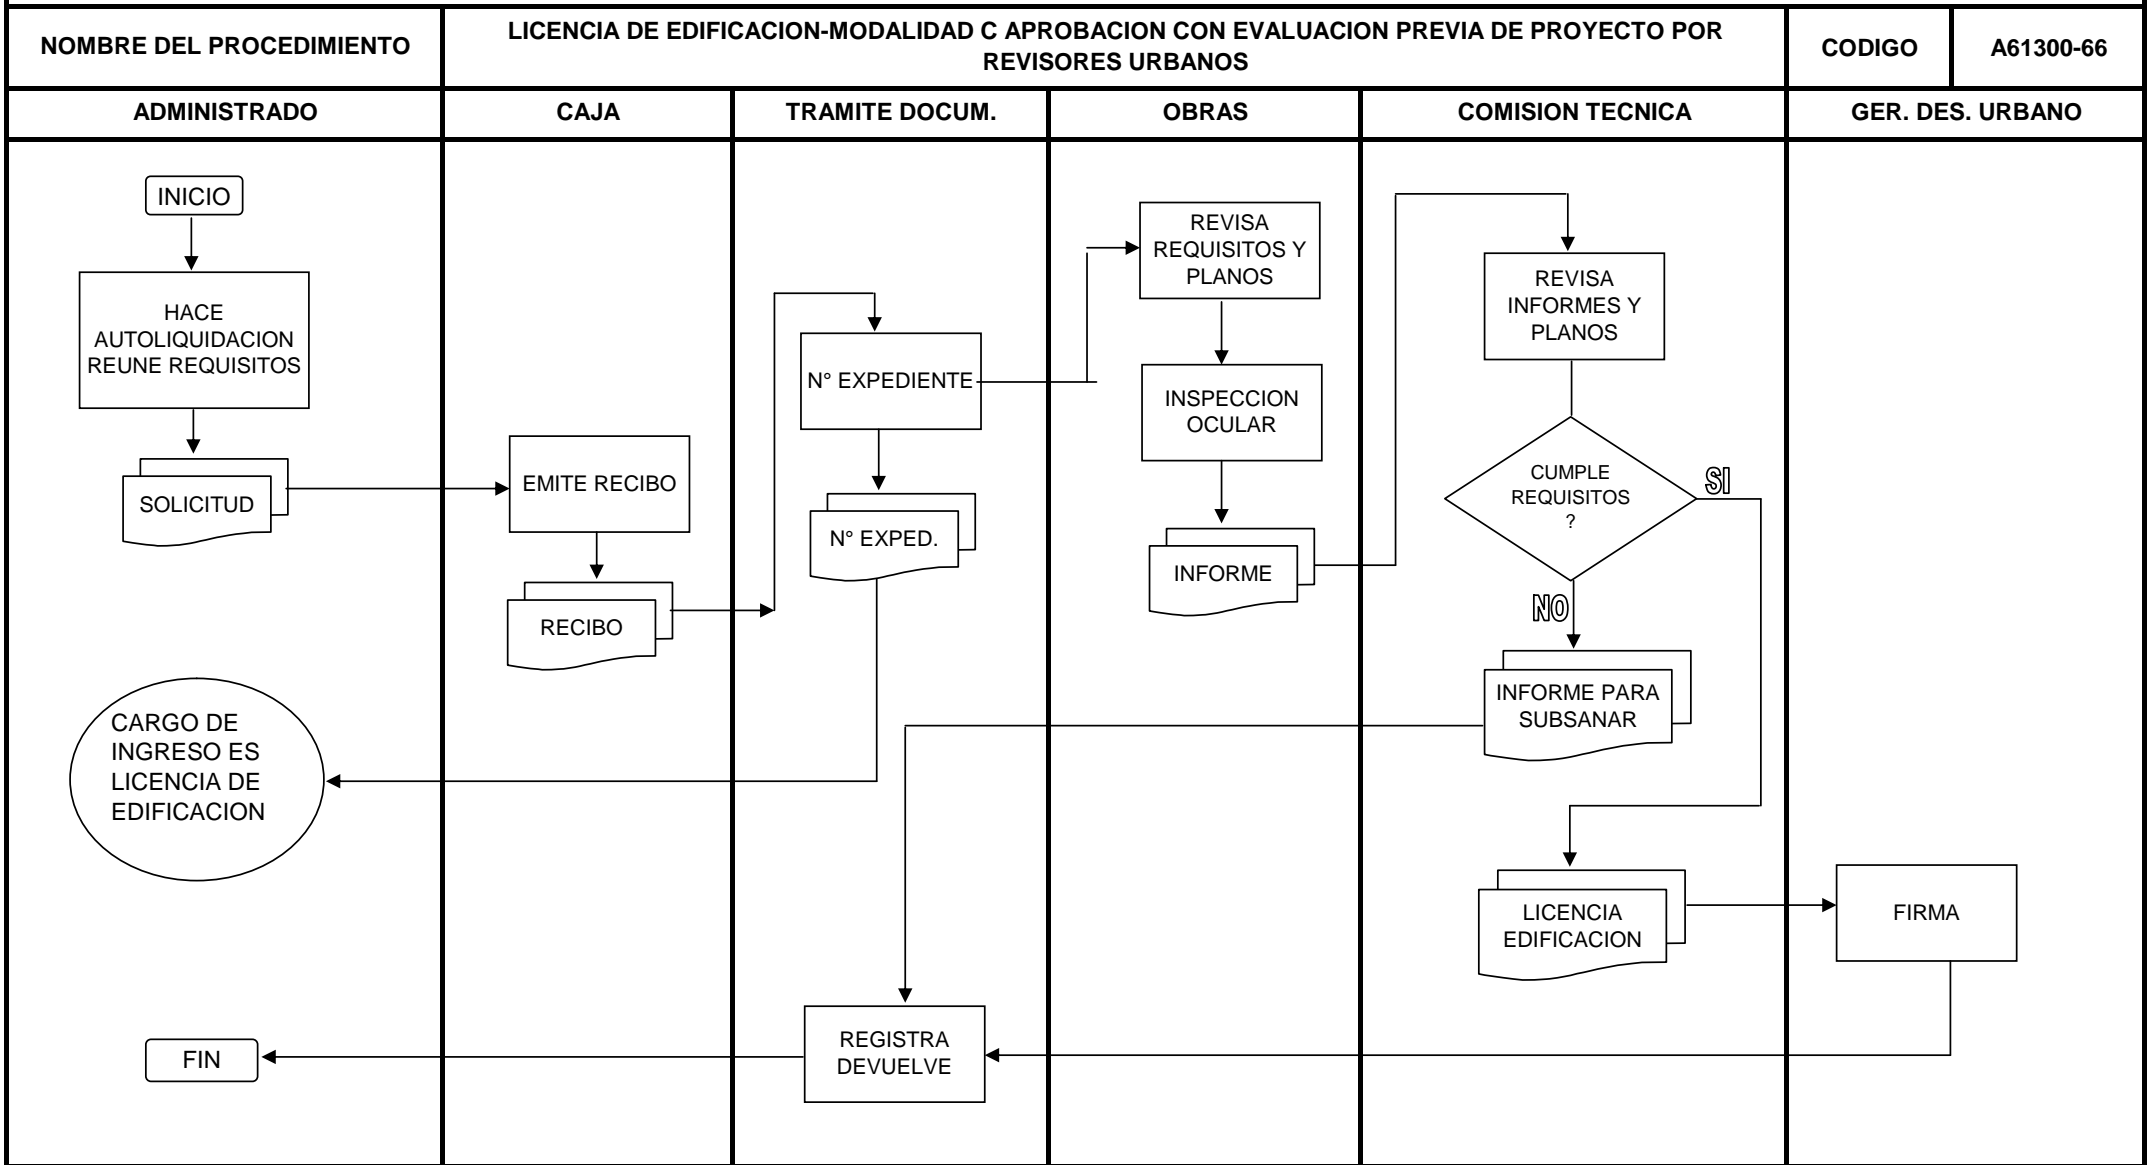 NOMBRE DEL PROCEDIMIENTO
LICENCIA DE EDIFICACION-MODALIDAD C APROBACION CON EVALUACION PREVIA DE PROYECTO POR
REVISORES URBANOS
CODIGO
A61300-66
ADMINISTRADO
CAJA
TRAMITE DOCUM.
OBRAS
COMISION TECNICA
GER. DES. URBANO
INICIO
HACE
AUTOLIQUIDACION
REUNE REQUISITOS
SOLICITUD
CARGO DE
INGRESO ES
LICENCIA DE
EDIFICACION
FIN
EMITE RECIBO
RECIBO
N° EXPEDIENTE
N° EXPED.
REGISTRA
DEVUELVE
REVISA
REQUISITOS Y
PLANOS
INSPECCION
OCULAR
INFORME
REVISA
INFORMES Y
PLANOS
CUMPLE
REQUISITOS
?
SI
NO
INFORME PARA
SUBSANAR
LICENCIA
EDIFICACION
FIRMA